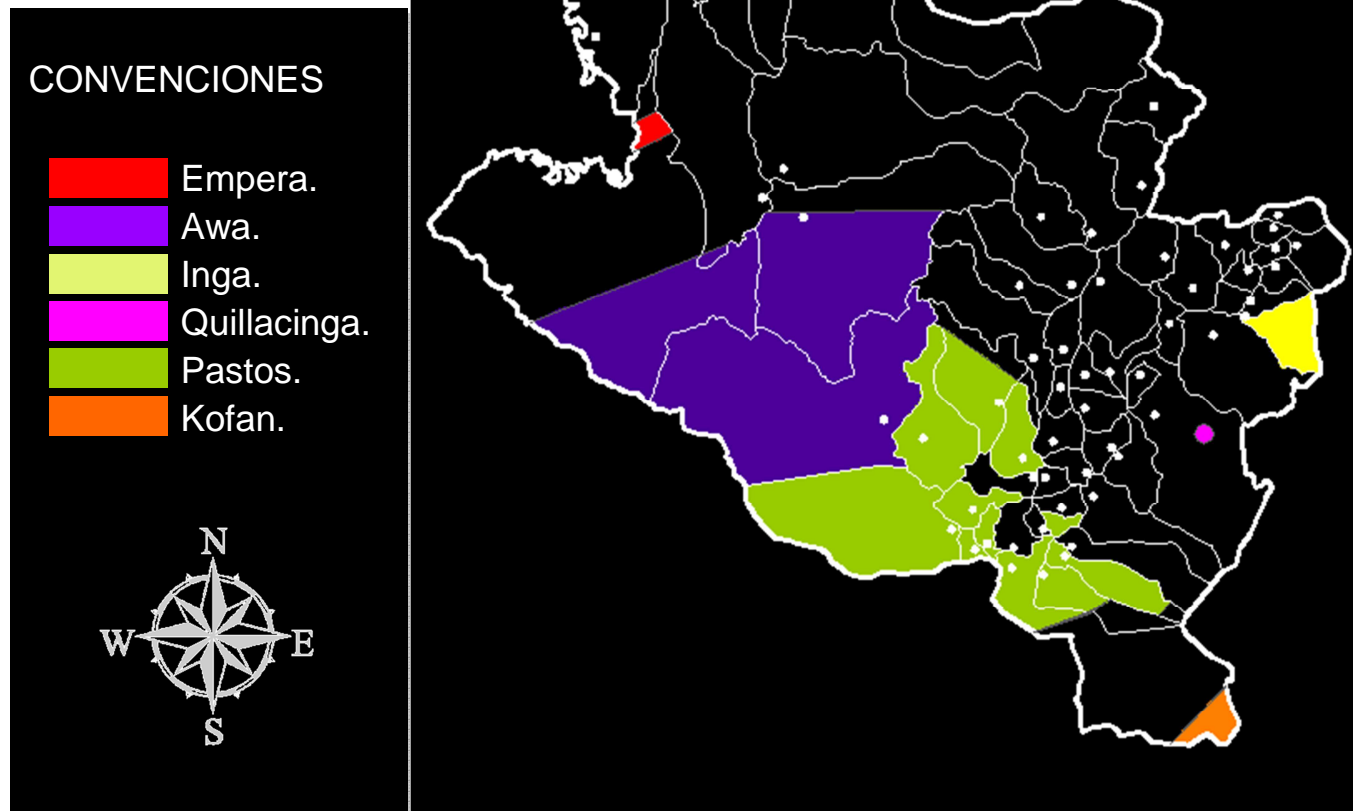 CONVENCIONES
Empera.
Awa.
Inga.
Quillacinga.
Pastos.
Kofan.
N
W E
S